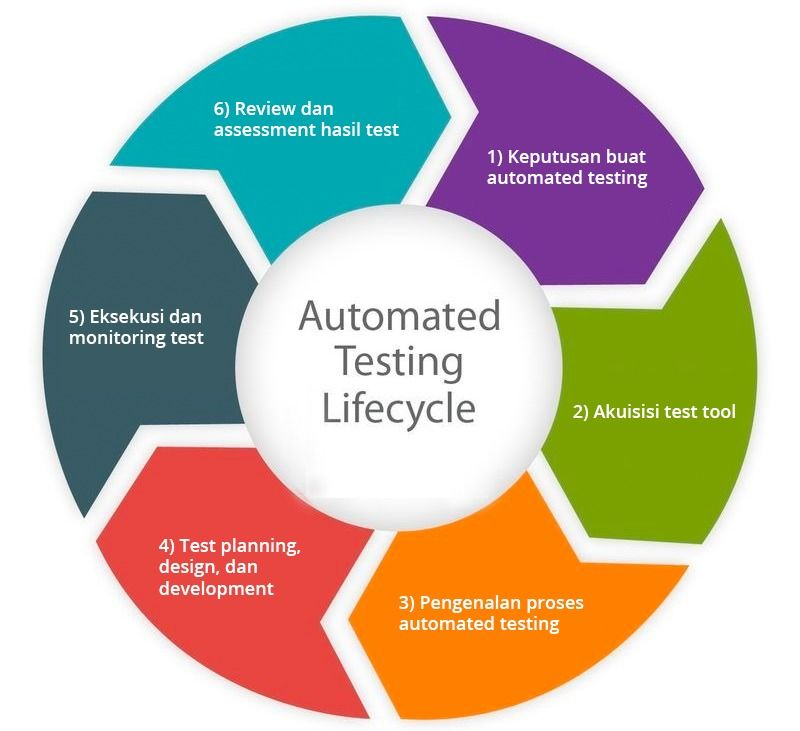 Automated
Testing
Lifecycle
1) Keputusan buat
automated testing
2) Akuisisi test tool
3) Pengenalan proses
automated testing
4) Test planning,
design, dan
development
5) Eksekusi dan
monitoring test
6) Review dan
assessment hasil test